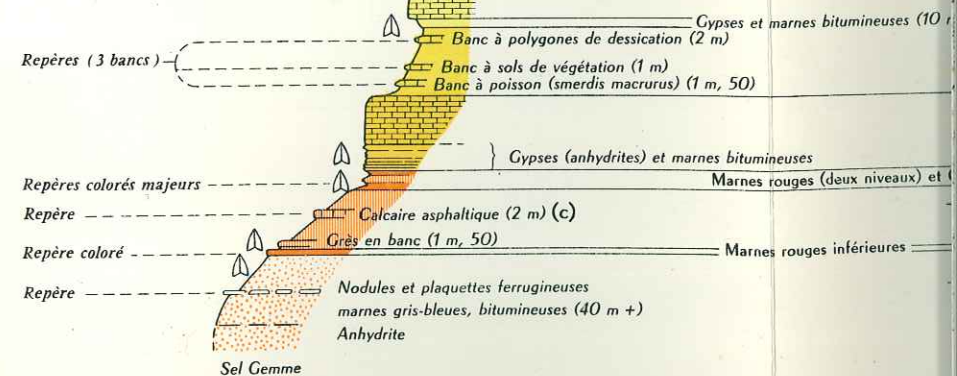 Gypses et marnes bitumineuses (10
Banc à polygones de dessication (2 m)
Repères (3 bancs)
Banc à sols de végétation (1 m)
Banc à poisson (smerdis macrurus) (1 m, 50)
Gypses (anhydrites) et marnes bitumineuses
Repères colorés majeurs
Marnes rouges (deux niveaux) et
Repère
Calcaire asphaltique (2 m) (c)
Grès en banc (1 m, 50)
Repère coloré
Marnes rouges inférieures
Repère
Nodules et plaquettes ferrugineuses
marnes gris-bleues, bitumineuses (40 m +)
Anhydrite
Sel Gemme